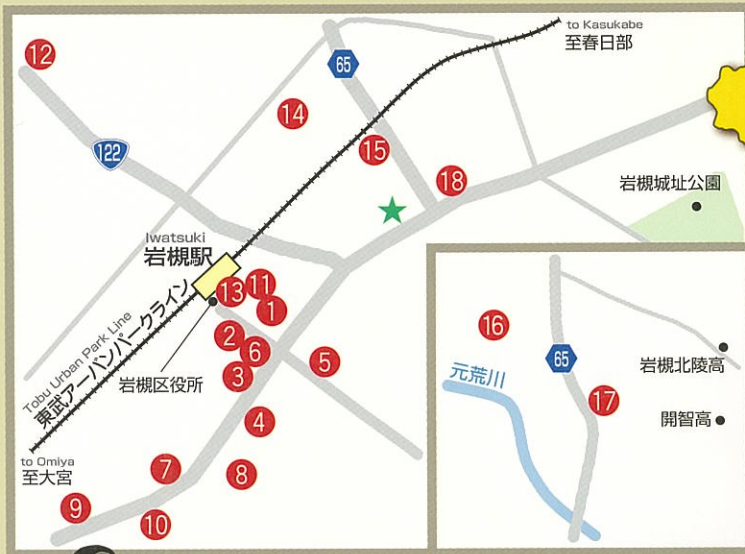 to Kasukabe
至春日部
12
65
14
122
15
18
岩槻城址公園
Iwatsuki
岩槻駅
13
11
1
Tobu Urban Park Line
東武アーバンパークライン
岩槻区役所
2
6
3
5
4
to Omiya
至大宮
7
8
9
10
16
65
岩槻北陵高
元荒川
17
開智高